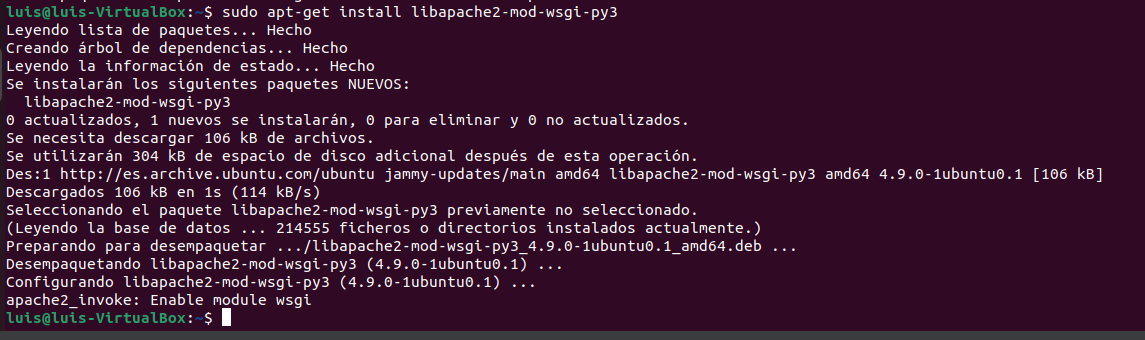 luis@luis-VirtualBox:~$ sudo apt-get install libapache2-mod-wsgi-py3
Leyendo lista de paquetes... Hecho
Creando árbol de dependencias... Hecho
Leyendo la información de estado... Hecho
Se instalarán los siguientes paquetes NUEVOS:
  libapache2-mod-wsgi-py3
0 actualizados, 1 nuevos se instalarán, 0 para eliminar y 0 no actualizados.
Se necesita descargar 106 kB de archivos.
Se utilizarán 304 kB de espacio de disco adicional después de esta operación.
Des:1 http://es.archive.ubuntu.com/ubuntu jammy-updates/main amd64 libapache2-mod-wsgi-py3 amd64 4.9.0-1ubuntu0.1 [106 kB]
Descargados 106 kB en 1s (114 kB/s)
Seleccionando el paquete libapache2-mod-wsgi-py3 previamente no seleccionado.
(Leyendo la base de datos ... 214555 ficheros o directorios instalados actualmente.)
Preparando para desempaquetar .../libapache2-mod-wsgi-py3_4.9.0-1ubuntu0.1_amd64.deb ...
Desempaquetando libapache2-mod-wsgi-py3 (4.9.0-1ubuntu0.1) ...
Configurando libapache2-mod-wsgi-py3 (4.9.0-1ubuntu0.1) ...
apache2_invoke: Enable module wsgi
luis@luis-VirtualBox:~$